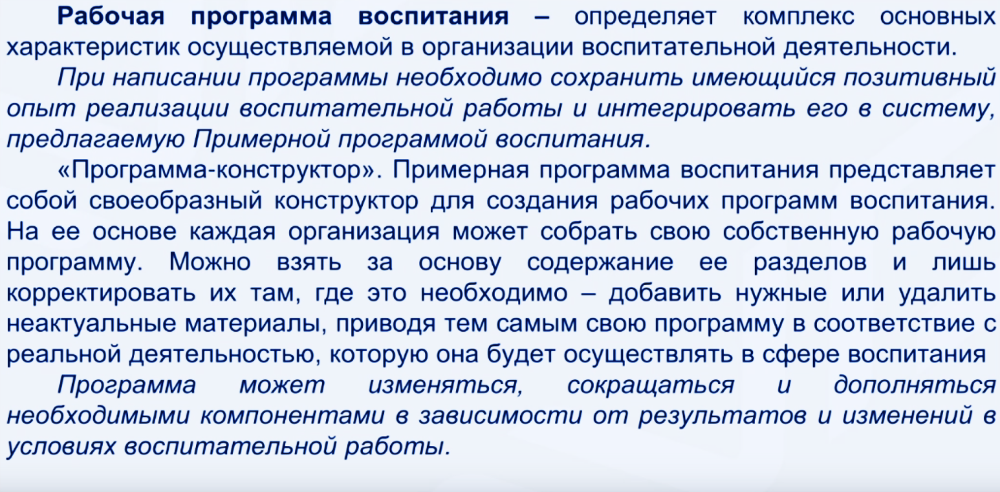 Рабочая программа воспитания – определяет комплекс основных
характеристик осуществляемой в организации воспитательной деятельности.
При написании программы необходимо сохранить имеющийся позитивный
опыт реализации воспитательной работы и интегрировать его в систему,
предлагаемую Примерной программой воспитания.
«Программа-конструктор». Примерная программа воспитания представляет
собой своеобразный конструктор для создания рабочих программ воспитания.
На ее основе каждая организация может собрать свою собственную рабочую
программу. Можно взять за основу содержание ее разделов и лишь
корректировать их там, где это необходимо – добавить нужные или удалить
неактуальные материалы, приводя тем самым свою программу в соответствие с
реальной деятельностью, которую она будет осуществлять в сфере воспитания
Программа может изменяться, сокращаться и дополняться
необходимыми компонентами в зависимости от результатов и изменений в
условиях воспитательной работы.